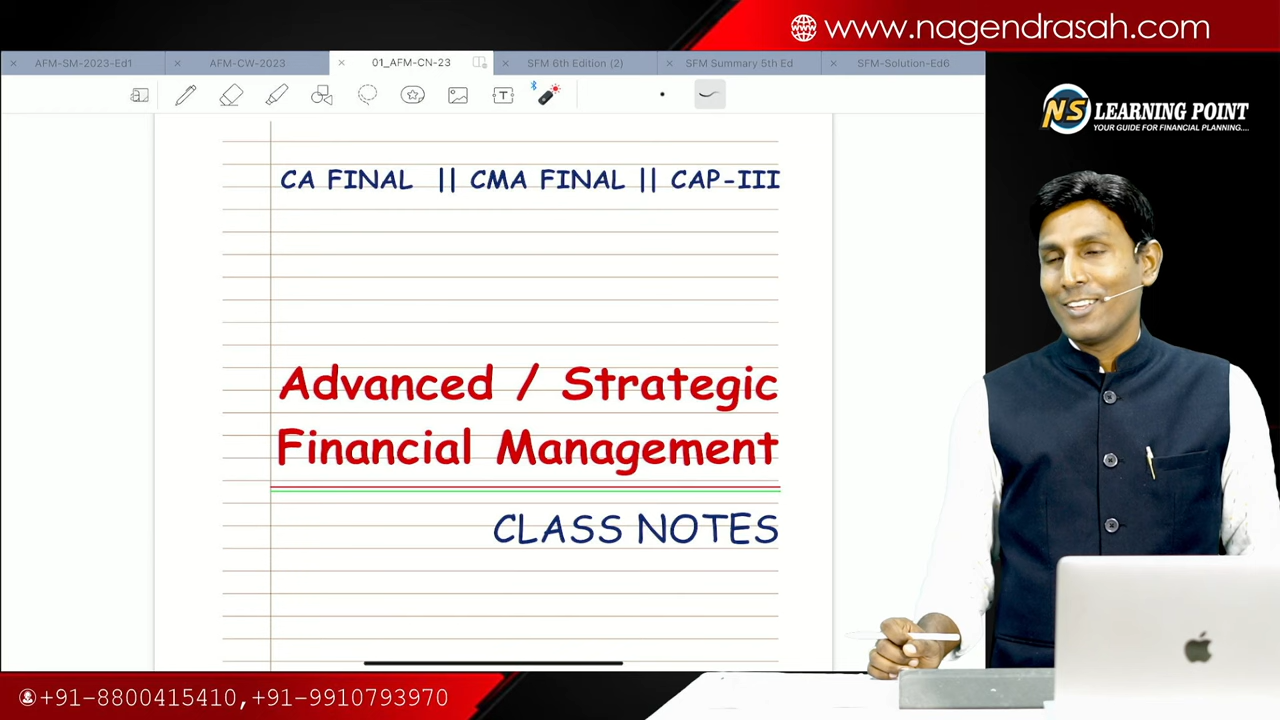 www.nagendrasah.com
AFM-SM-2023-Ed1
AFM-CW-2023
01_AFM-CN-23
SFM 6th Edition (2)
SFM Summary 5th Ed
SFM-Solution-Ed6
T
NS LEARNING POINT
YOUR GUIDE FOR FINANCIAL PLANNING....
CA FINAL || CMA FINAL || CAP-III
Advanced / Strategic
Financial Management
CLASS NOTES
+91-8800415410,+91-9910793970